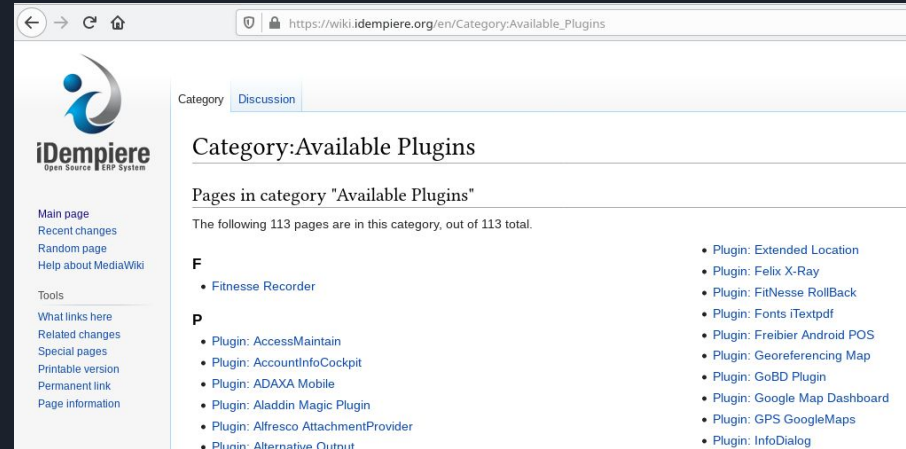 https://wiki.idempiere.org/en/Category:Available_Plugins
iDempiere
Open Source ERP System
Main page
Recent changes
Random page
Help about MediaWiki
Tools
What links here
Related changes
Special pages
Printable version
Permanent link
Page information
Category
Discussion
Category:Available Plugins
Pages in category "Available Plugins"
The following 113 pages are in this category, out of 113 total.
F
Fitnesse Recorder
P
Plugin: AccessMaintain
Plugin: AccountInfoCockpit
Plugin: ADAXA Mobile
Plugin: Aladdin Magic Plugin
Plugin: Alfresco AttachmentProvider
Plugin: Alternative Output
Plugin: Extended Location
Plugin: Felix X-Ray
Plugin: FitNesse RollBack
Plugin: Fonts iTextpdf
Plugin: Freibier Android POS
Plugin: Georeferencing Map
Plugin: GoBD Plugin
Plugin: Google Map Dashboard
Plugin: GPS GoogleMaps
Plugin: InfoDialog